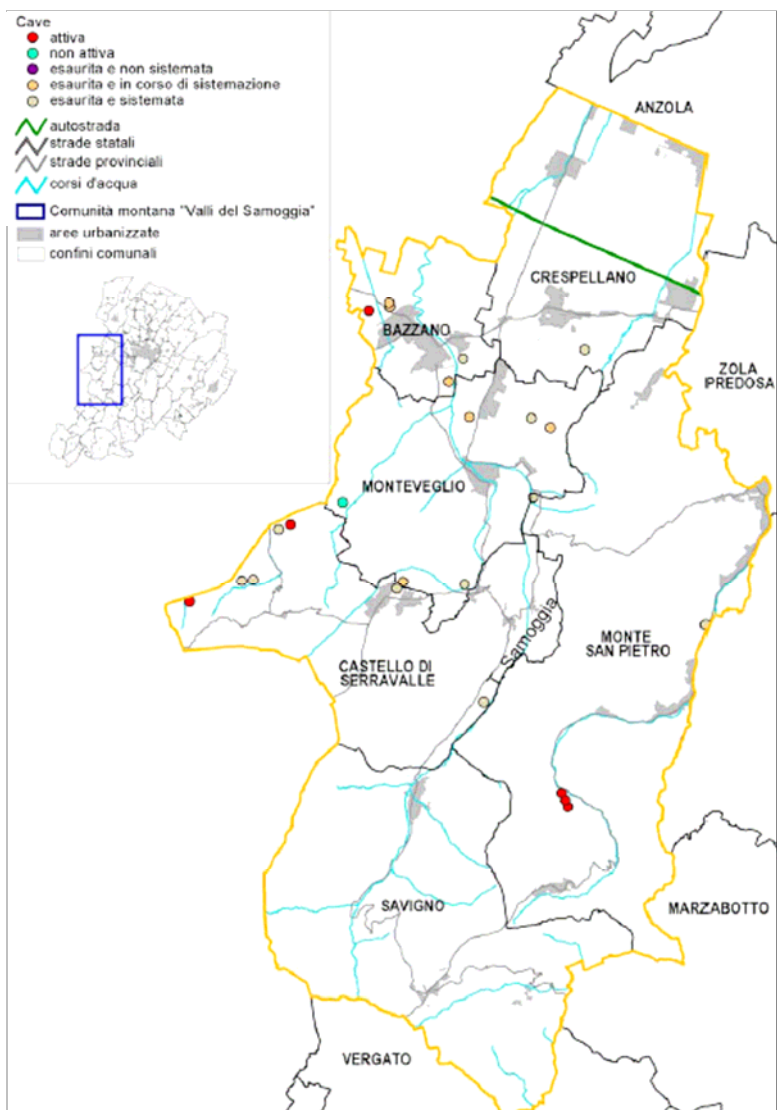 Cave
attiva
non attiva
esaurita e non sistemata
esaurita e in corso di sistemazione
esaurita e sistemata
autostrada
strade statali
strade provinciali
corsi d'acqua
Comunità montana "Valli del Samoggia"
aree urbanizzate
confini comunali
ANZOLA
CRESPELLANO
BAZZANO
ZOLA
PREDOSA
MONTEVEGLIO
Samoggia
MONTE
SAN PIETRO
CASTELLO DI
SERRAVALLE
SAVIGNO
MARZABOTTO
VERGATO